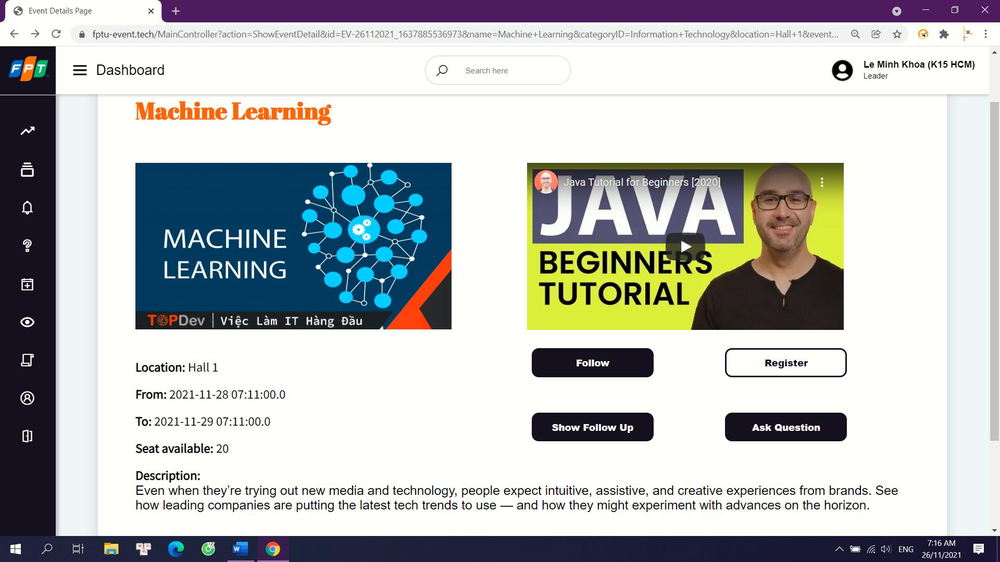 Event Details Page
fptu-event.tech/MainController?action=ShowEventDetail&id=EV-26112021_1637885536973&name=Machine+Learning&categoryID=Information+Technology&location=Hall+1&event...
FPT
Dashboard
Search here
Le Minh Khoa (K15 HCM)
Leader
Machine Learning
MACHINE
LEARNING
TOPDev | Việc Làm IT Hàng Đầu
Java Tutorial for Beginners [2020]
JAVA
BEGINNERS
TUTORIAL
Follow
Register
Show Follow Up
Ask Question
Location: Hall 1
From: 2021-11-28 07:11:00.0
To: 2021-11-29 07:11:00.0
Seat available: 20
Description:
Even when they’re trying out new media and technology, people expect intuitive, assistive, and creative experiences from brands. See
how leading companies are putting the latest tech trends to use — and how they might experiment with advances on the horizon.
ENG
7:16 AM
26/11/2021